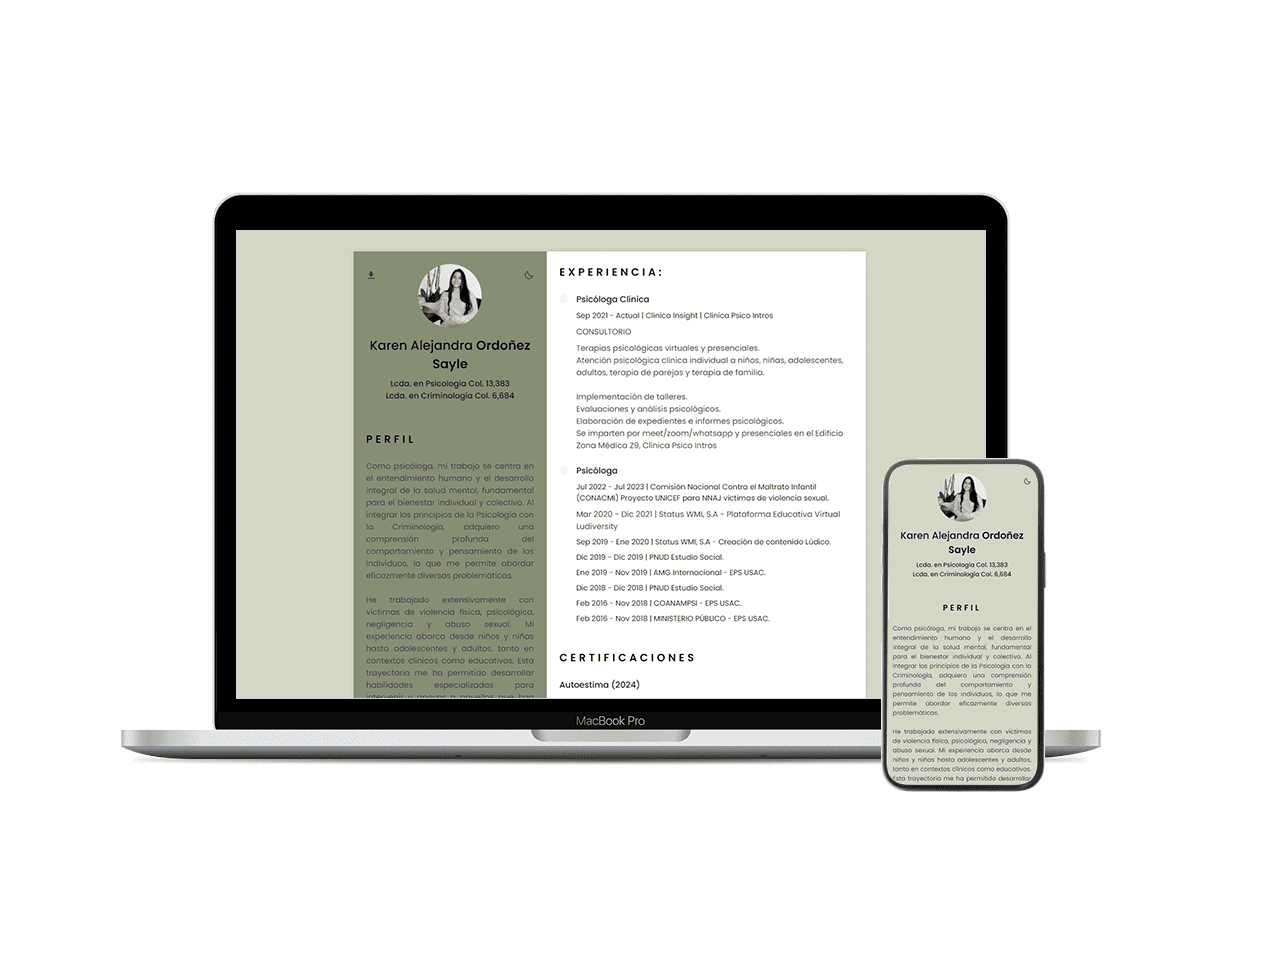 Karen Alejandra Ordoñez
Sayle
Lcda. en Psicología Col. 13,383
Lcda. en Criminología Col. 6,684
PERFIL
Como psicóloga, mi trabajo se centra en
el entendimiento humano y el desarrollo
integral de la salud mental, fundamental
para el bienestar individual y colectivo. Al
integrar los principios de la Psicología con
la Criminología, adquiero una
comprensión profunda del
comportamiento y pensamiento de los
individuos, lo que me permite abordar
eficazmente diversas problemáticas.
He trabajado extensivamente con
víctimas de violencia física, psicológica,
negligencia y abuso sexual. Mi
experiencia abarca desde niños y niñas
hasta adolescentes y adultos, tanto en
contextos clínicos como educativos. Esta
trayectoria me ha permitido desarrollar
habilidades especializadas para
intervenir y apoyar a aquellos que han
EXPERIENCIA:
Psicóloga Clínica
Sep 2021 - Actual | Clínica Insight | Clínica Psico Intros
CONSULTORIO
Terapias psicológicas virtuales y presenciales.
Atención psicológica clínica individual a niños, niñas, adolescentes,
adultos, terapia de parejas y terapia de familia.
Implementación de talleres.
Evaluaciones y análisis psicológicos.
Elaboración de expedientes e informes psicológicos.
Se imparten por meet/zoom/whatsapp y presenciales en el Edificio
Zona Médica Z9, Clínica Psico Intros
Psicóloga
Jul 2022 - Jul 2023 | Comisión Nacional Contra el Maltrato Infantil
(CONACMI) Proyecto UNICEF para NNAJ víctimas de violencia sexual.
Mar 2020 - Dic 2021 | Status WMI, S.A - Plataforma Educativa Virtual
Ludiversity
Sep 2019 - Ene 2020 | Status WMI, S.A - Creación de contenido Lúdico.
Dic 2019 - Dic 2019 | PNUD Estudio Social.
Ene 2019 - Nov 2019 | AMG Internacional - EPS USAC.
Dic 2018 - Dic 2018 | PNUD Estudio Social.
Feb 2016 - Nov 2018 | COANAMPSI - EPS USAC.
Feb 2016 - Nov 2018 | MINISTERIO PÚBLICO - EPS USAC.
CERTIFICACIONES
Autoestima (2024)
MacBook Pro
Karen Alejandra Ordoñez
Sayle
Lcda. en Psicología Col. 13,383
Lcda. en Criminología Col. 6,684
PERFIL
Como psicóloga, mi trabajo se centra en el
entendimiento humano y el desarrollo
integral de la salud mental, fundamental
para el bienestar individual y colectivo. Al
integrar los principios de la Psicología con la
Criminología, adquiero una comprensión
profunda del comportamiento y
pensamiento de los individuos, lo que me
permite abordar eficazmente diversas
problemáticas.
He trabajado extensivamente con víctimas
de violencia física, psicológica, negligencia y
abuso sexual. Mi experiencia abarca desde
niños y niñas hasta adolescentes y adultos,
tanto en contextos clínicos como educativos.
Esta trayectoria me ha permitido desarrollar